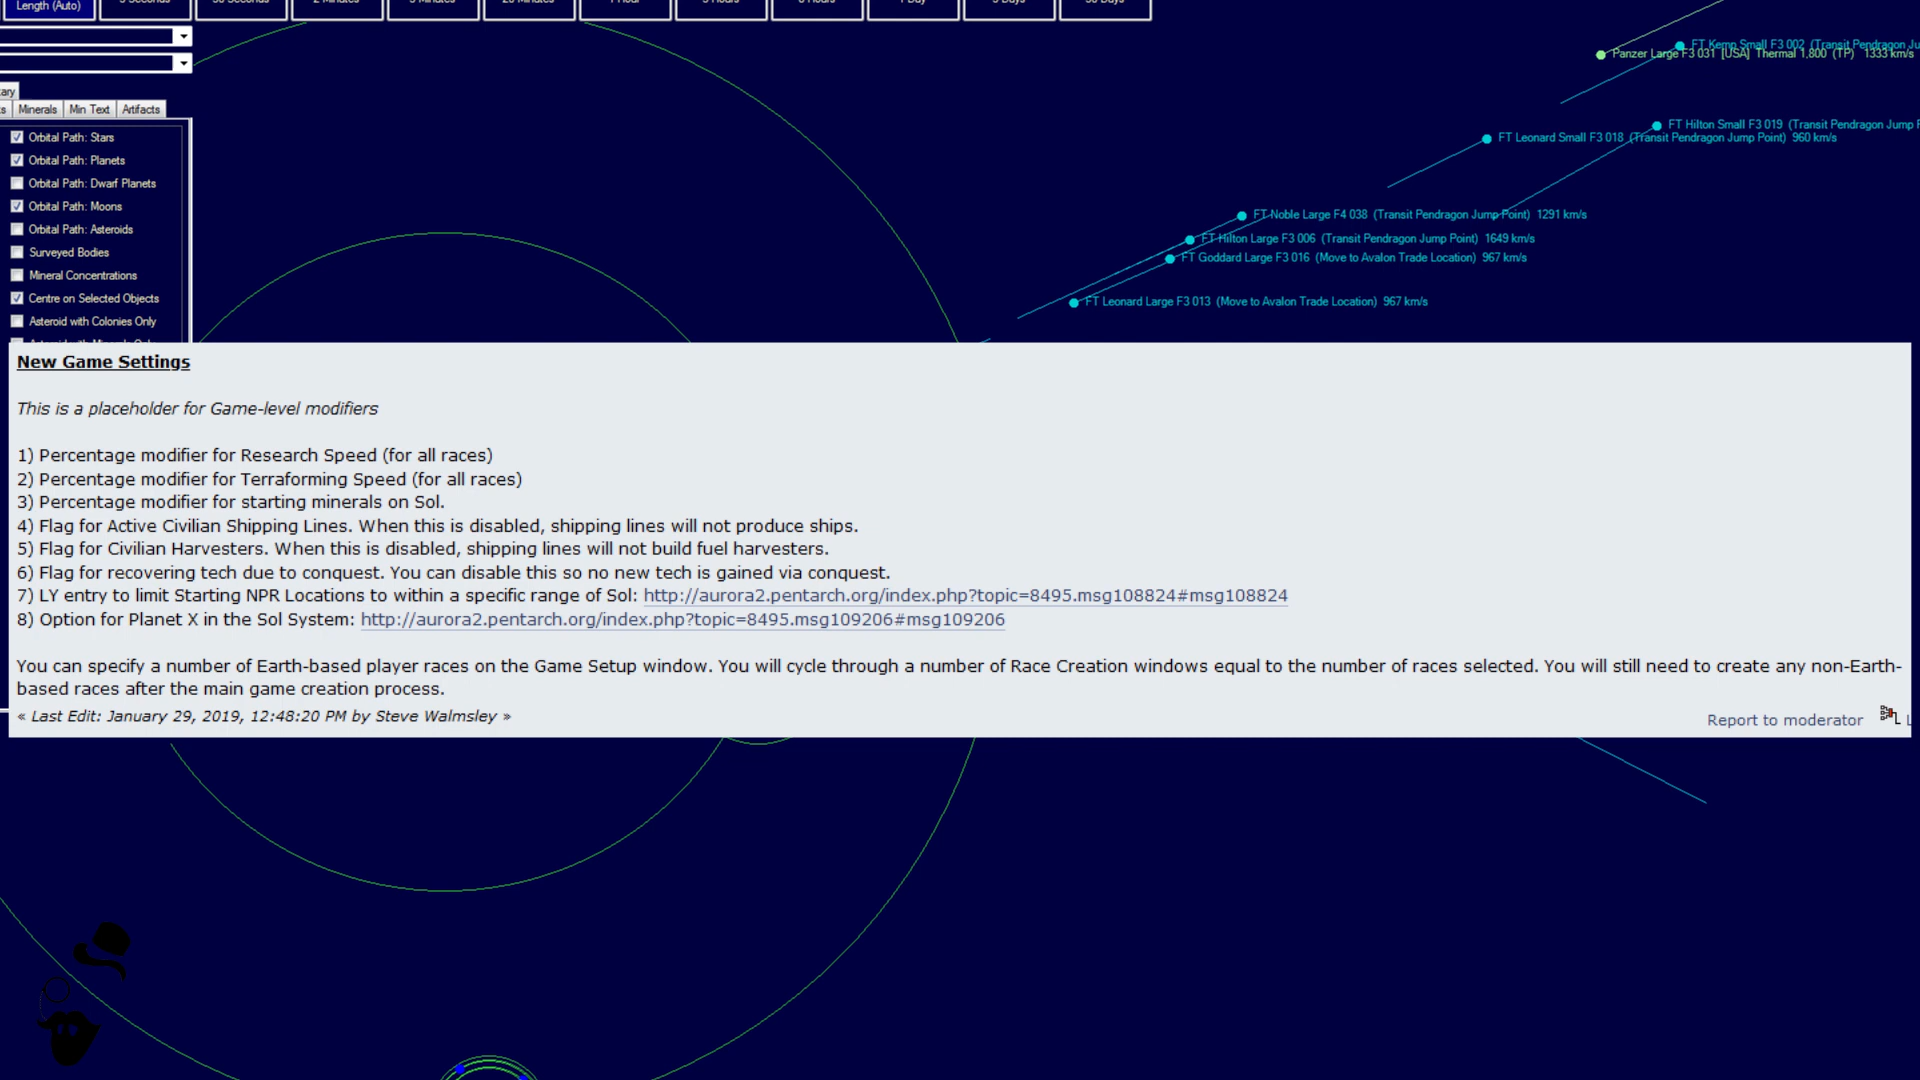 Length (Auto)
30 Days
FT Kemp Small F3 002 (Transit Pendragon Ju
Panzer Large F3 031 [USA] Thermal 1,800 (TP) 1333 km/s
ary
ts Minerals Min Text Artifacts
Orbital Path: Stars
Orbital Path: Planets
Orbital Path: Dwarf Planets
Orbital Path: Moons
Orbital Path: Asteroids
Surveyed Bodies
Mineral Concentrations
Centre on Selected Objects
Asteroid with Colonies Only
FT Hilton Small F3 019 (Transit Pendragon Jump P
FT Leonard Small F3 018 (Transit Pendragon Jump Point) 960 km/s
FT Noble Large F4 038 (Transit Pendragon Jump Point) 1291 km/s
FT Hilton Large F3 006 (Transit Pendragon Jump Point) 1649 km/s
FT Goddard Large F3 016 (Move to Avalon Trade Location) 967 km/s
FT Leonard Large F3 013 (Move to Avalon Trade Location) 967 km/s
New Game Settings
This is a placeholder for Game-level modifiers
1) Percentage modifier for Research Speed (for all races)
2) Percentage modifier for Terraforming Speed (for all races)
3) Percentage modifier for starting minerals on Sol.
4) Flag for Active Civilian Shipping Lines. When this is disabled, shipping lines will not produce ships.
5) Flag for Civilian Harvesters. When this is disabled, shipping lines will not build fuel harvesters.
6) Flag for recovering tech due to conquest. You can disable this so no new tech is gained via conquest.
7) LY entry to limit Starting NPR Locations to within a specific range of Sol: http://aurora2.pentarch.org/index.php?topic=8495.msg108824#msg108824
8) Option for Planet X in the Sol System: http://aurora2.pentarch.org/index.php?topic=8495.msg109206#msg109206
You can specify a number of Earth-based player races on the Game Setup window. You will cycle through a number of Race Creation windows equal to the number of races selected. You will still need to create any non-Earth-
based races after the main game creation process.
« Last Edit: January 29, 2019, 12:48:20 PM by Steve Walmsley »
Report to moderator L